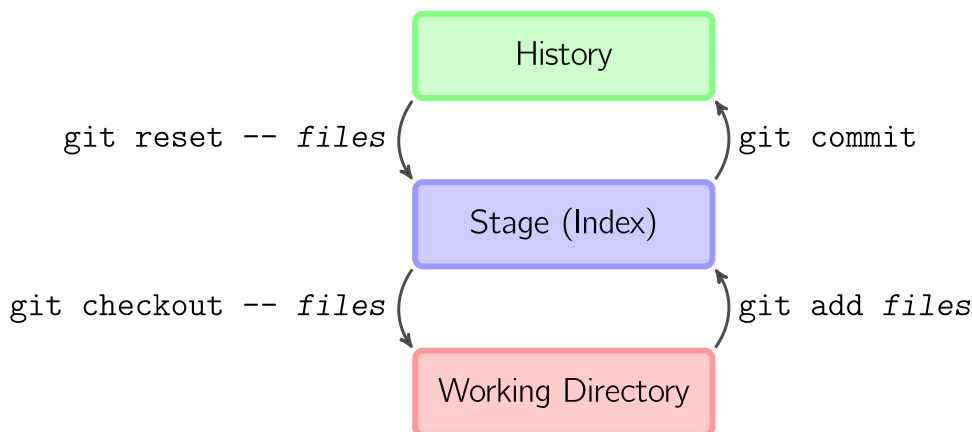 History
git reset -- files
git commit
Stage (Index)
git checkout -- files
git add files
Working Directory